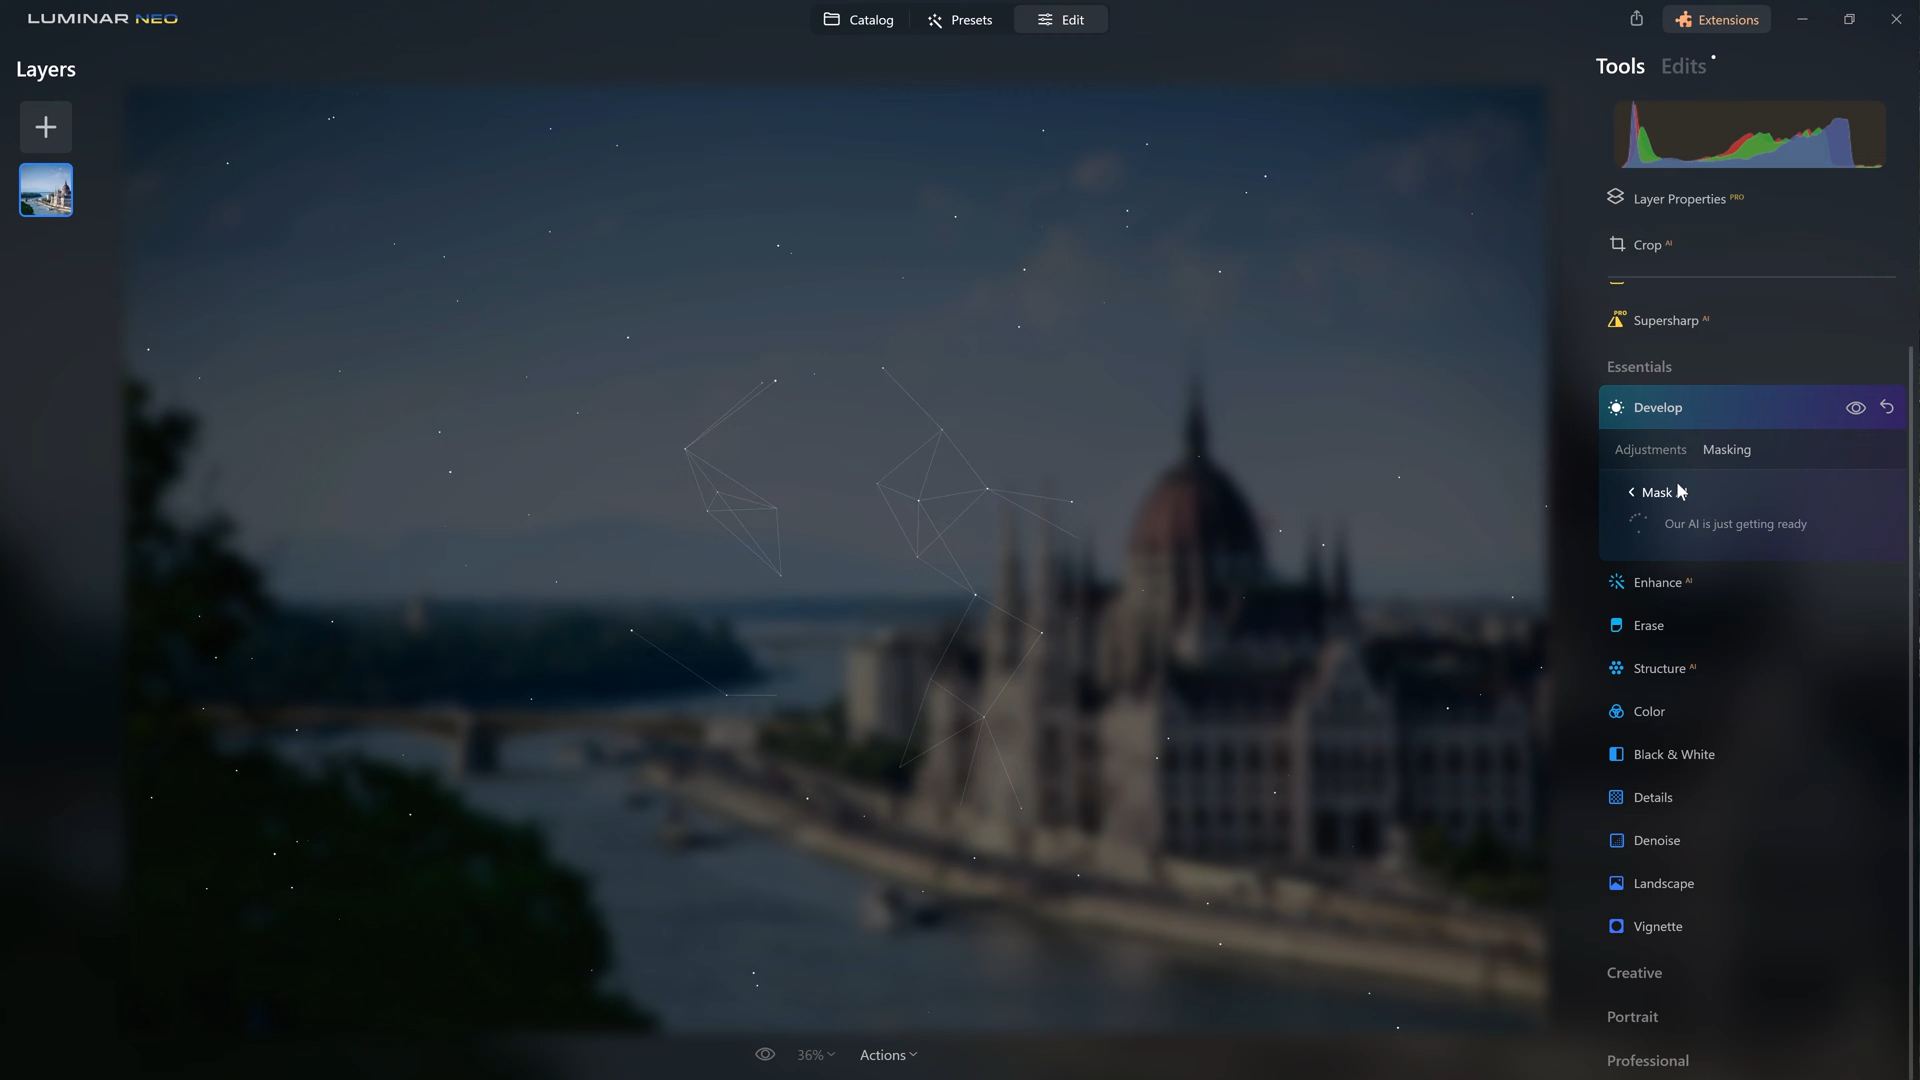 LUMINAR NEO
Catalog
Presets
Edit
Extensions
Layers
Tools
Edits
Layer Properties PRO
Crop AI
PRO
Supersharp AI
Essentials
Develop
Adjustments
Masking
Mask
Our AI is just getting ready
Enhance AI
Erase
Structure AI
Color
Black & White
Details
Denoise
Landscape
Vignette
Creative
Portrait
Professional
36%
Actions